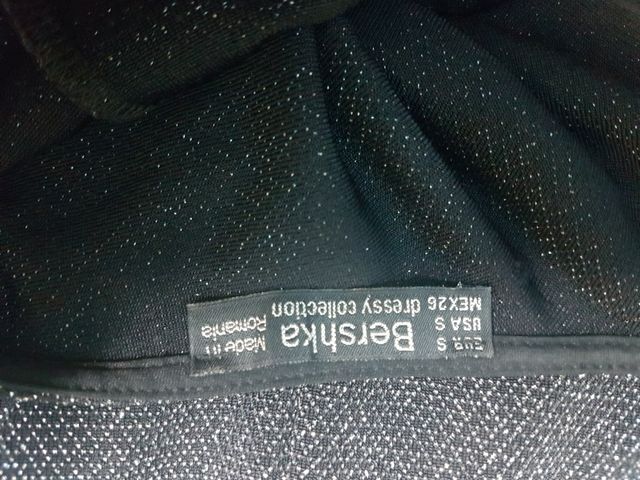 EUR S
USA S
MEX26
Bershka
dressy collection
Made in
Romania